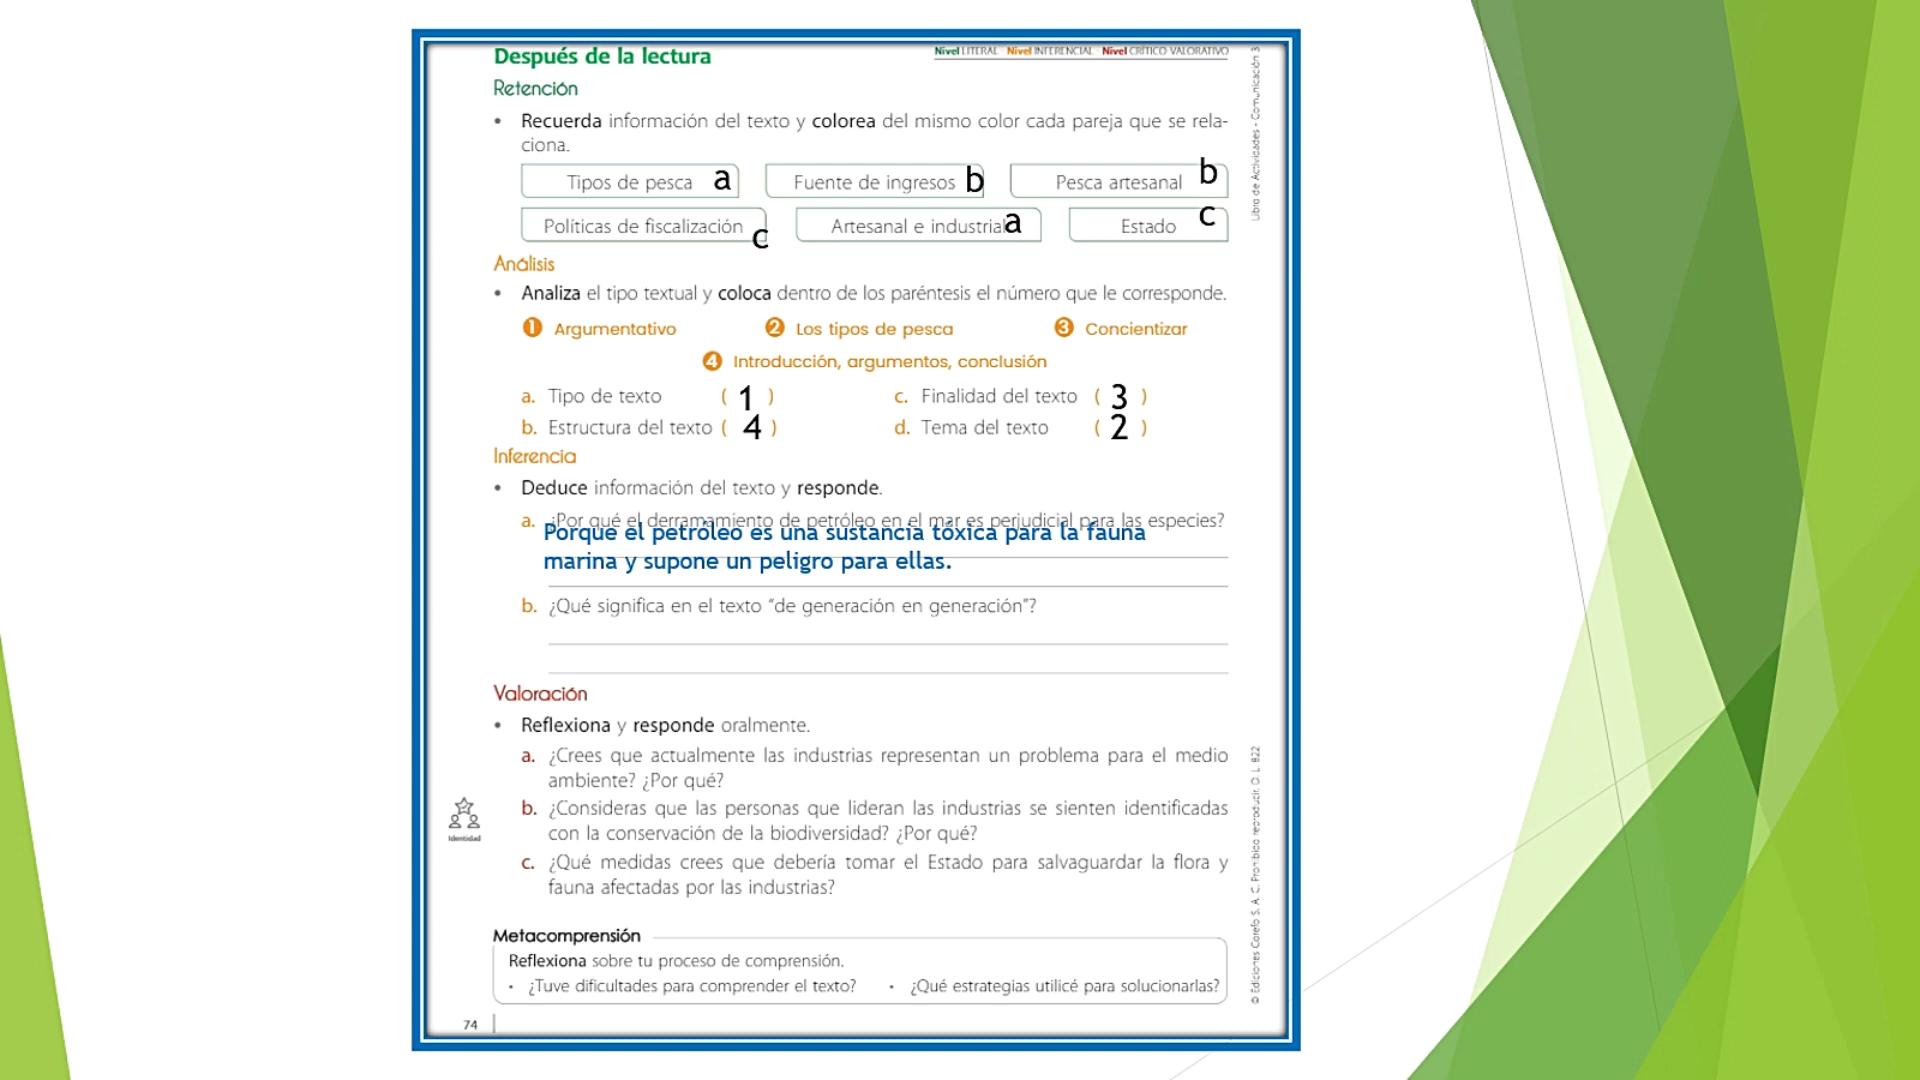 Después de la lectura
Nivel LITERAL Nivel INFERENCIAL Nivel CRÍTICO VALORATIVO
Retención
• Recuerda información del texto y colorea del mismo color cada pareja que se rela-
ciona.
Tipos de pesca a Fuente de ingresos b Pesca artesanal b
Políticas de fiscalización c Artesanal e industrial a Estado c
Análisis
• Analiza el tipo textual y coloca dentro de los paréntesis el número que le corresponde.
1 Argumentativo 2 Los tipos de pesca 3 Concientizar
4 Introducción, argumentos, conclusión
a. Tipo de texto ( 1 ) c. Finalidad del texto ( 3 )
b. Estructura del texto ( 4 ) d. Tema del texto ( 2 )
Inferencia
• Deduce información del texto y responde.
a. ¿Por qué el derramamiento de petróleo en el mar es perjudicial para las especies?
Porque el petróleo es una sustancia tóxica para la fauna
marina y supone un peligro para ellas.
b. ¿Qué significa en el texto “de generación en generación”?
Valoración
• Reflexiona y responde oralmente.
a. ¿Crees que actualmente las industrias representan un problema para el medio
ambiente? ¿Por qué?
b. ¿Consideras que las personas que lideran las industrias se sienten identificadas
con la conservación de la biodiversidad? ¿Por qué?
c. ¿Qué medidas crees que debería tomar el Estado para salvaguardar la flora y
fauna afectadas por las industrias?
Identidad
Metacomprensión
Reflexiona sobre tu proceso de comprensión.
• ¿Tuve dificultades para comprender el texto? • ¿Qué estrategias utilicé para solucionarlas?
74
Libro de Actividades - Comunicación 3
© Ediciones Corefo S. A. C. Prohibido reproducir. D. L. 822